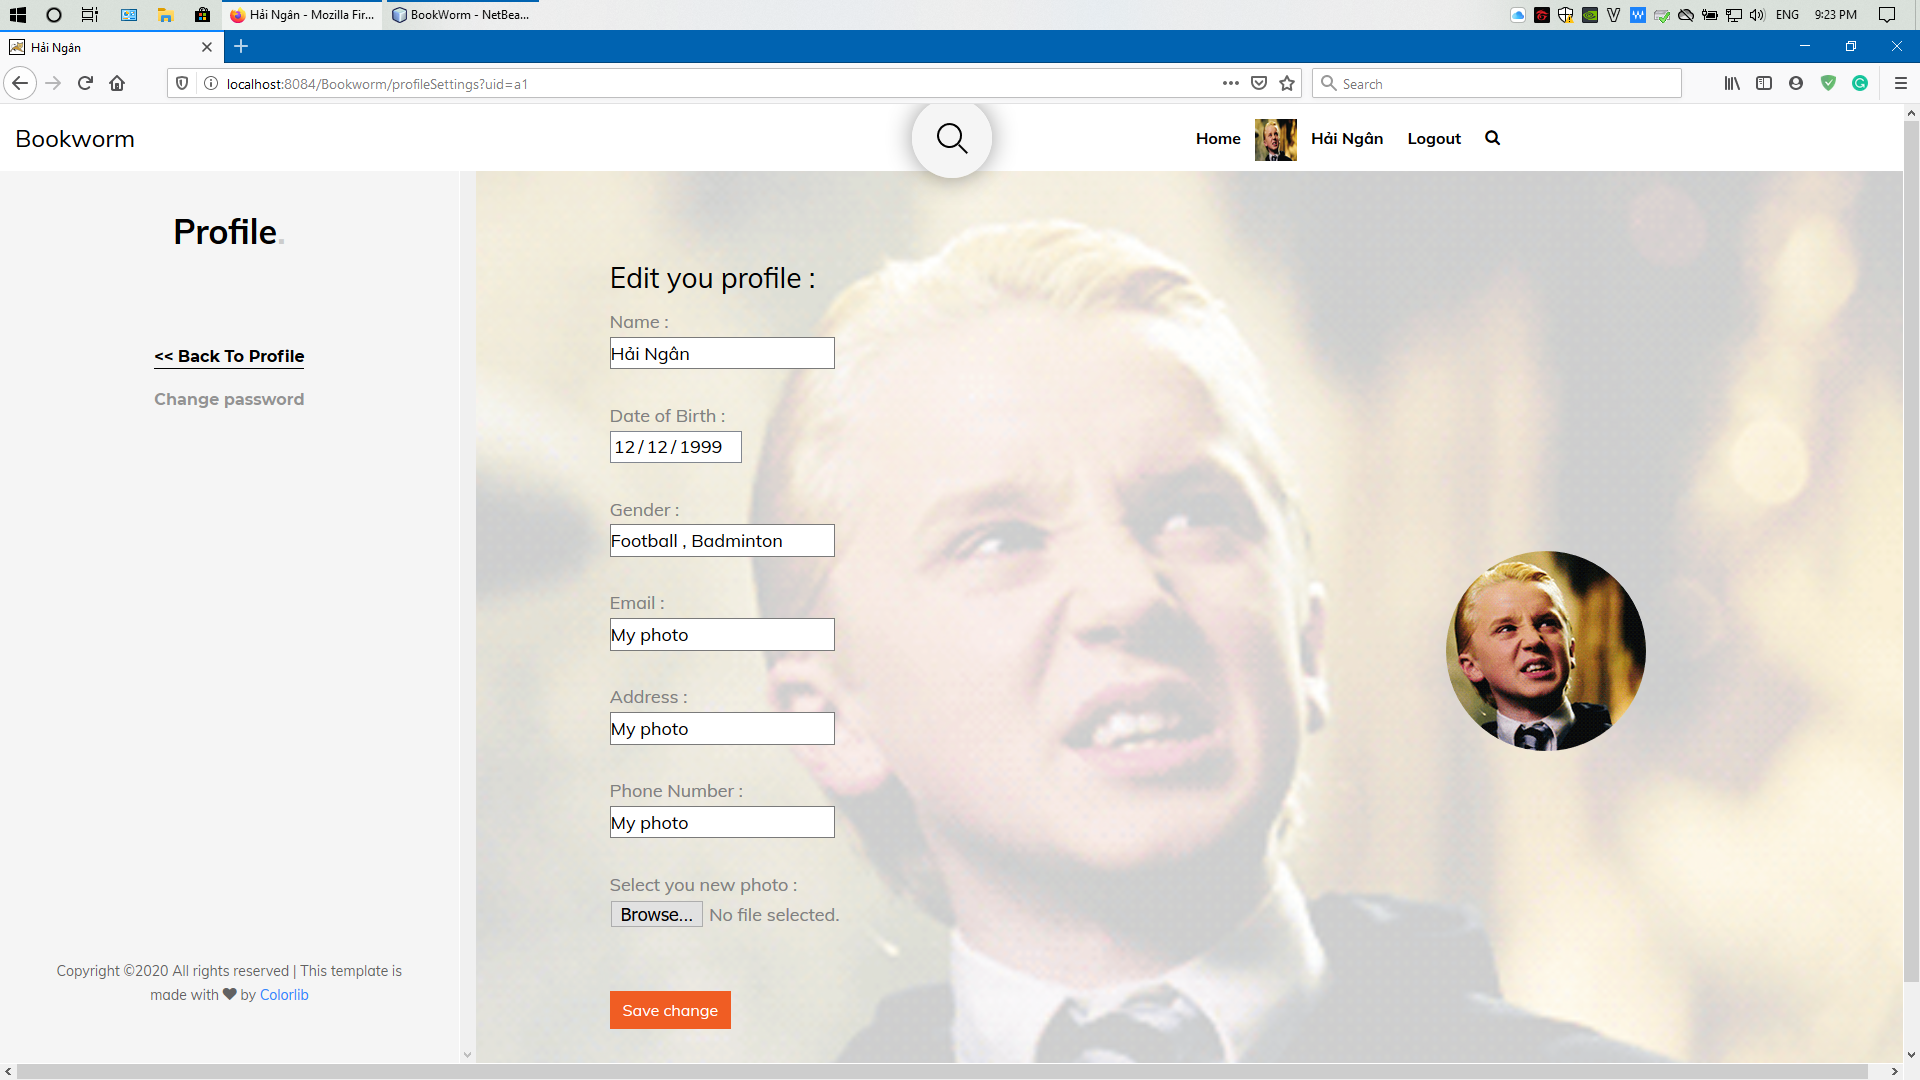 Hải Ngân - Mozilla Fir...
BookWorm - NetBea...
ENG
9:23 PM
Hải Ngân
localhost:8084/Bookworm/profileSettings?uid=a1
Search
Bookworm
Home
Hải Ngân
Logout
Profile.
<< Back To Profile
Change password
Edit you profile :
Name :
Hải Ngân
Date of Birth :
12 / 12 / 1999
Gender :
Football , Badminton
Email :
My photo
Address :
My photo
Phone Number :
My photo
Select you new photo :
Browse... No file selected.
Save change
Copyright ©2020 All rights reserved | This template is
made with ♥ by Colorlib